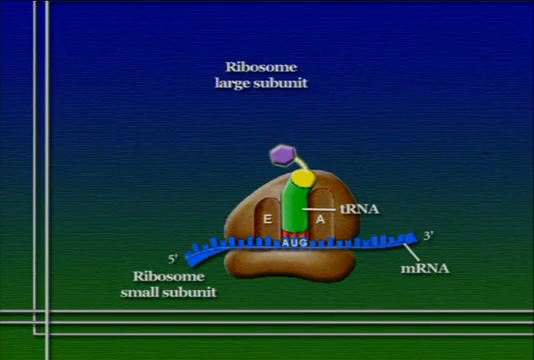 Ribosome
large subunit
E
A
tRNA
AUG
3'
5'
mRNA
Ribosome
small subunit